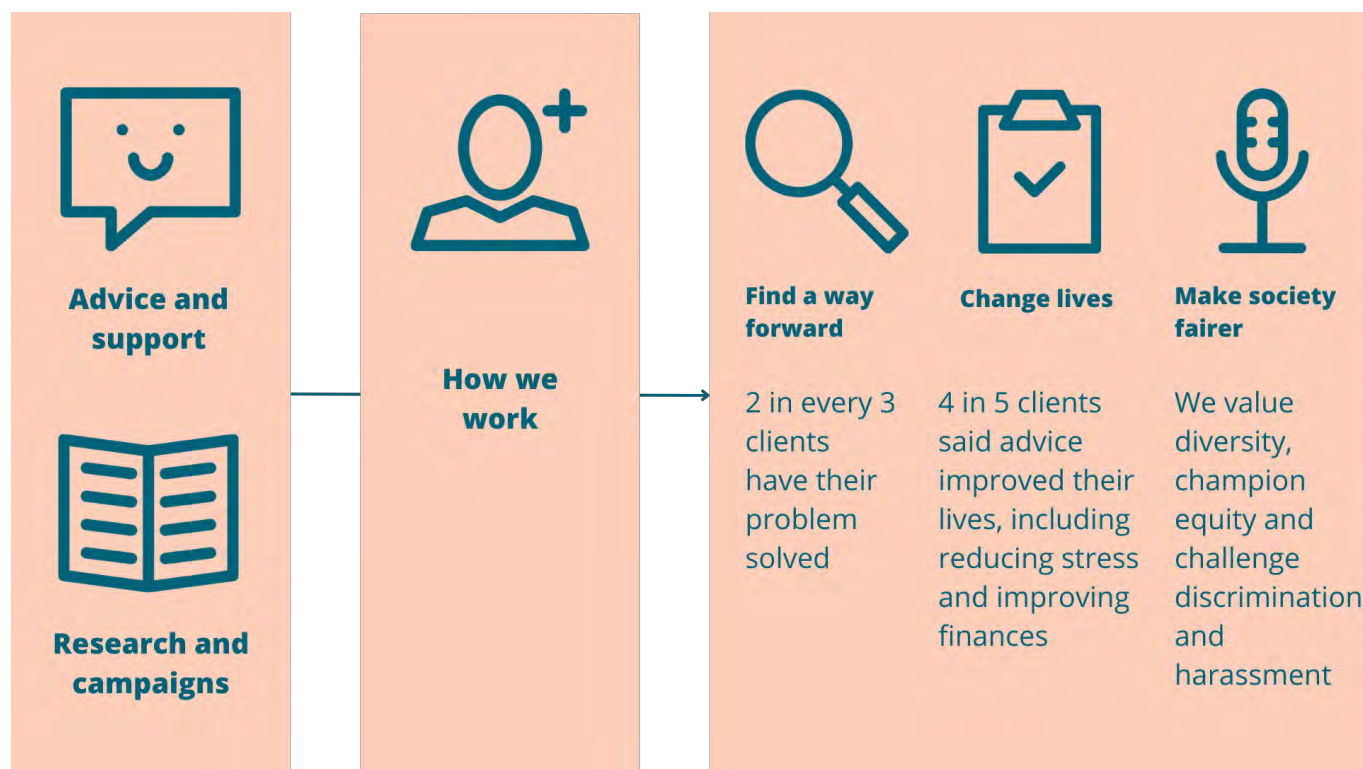 Advice and
support
Research and
campaigns
How we
work
Find a way
forward
2 in every 3
clients
have their
problem
solved
Change lives
4 in 5 clients
said advice
improved their
lives, including
reducing stress
and improving
finances
Make society
fairer
We value
diversity,
champion
equity and
challenge
discrimination
and
harassment